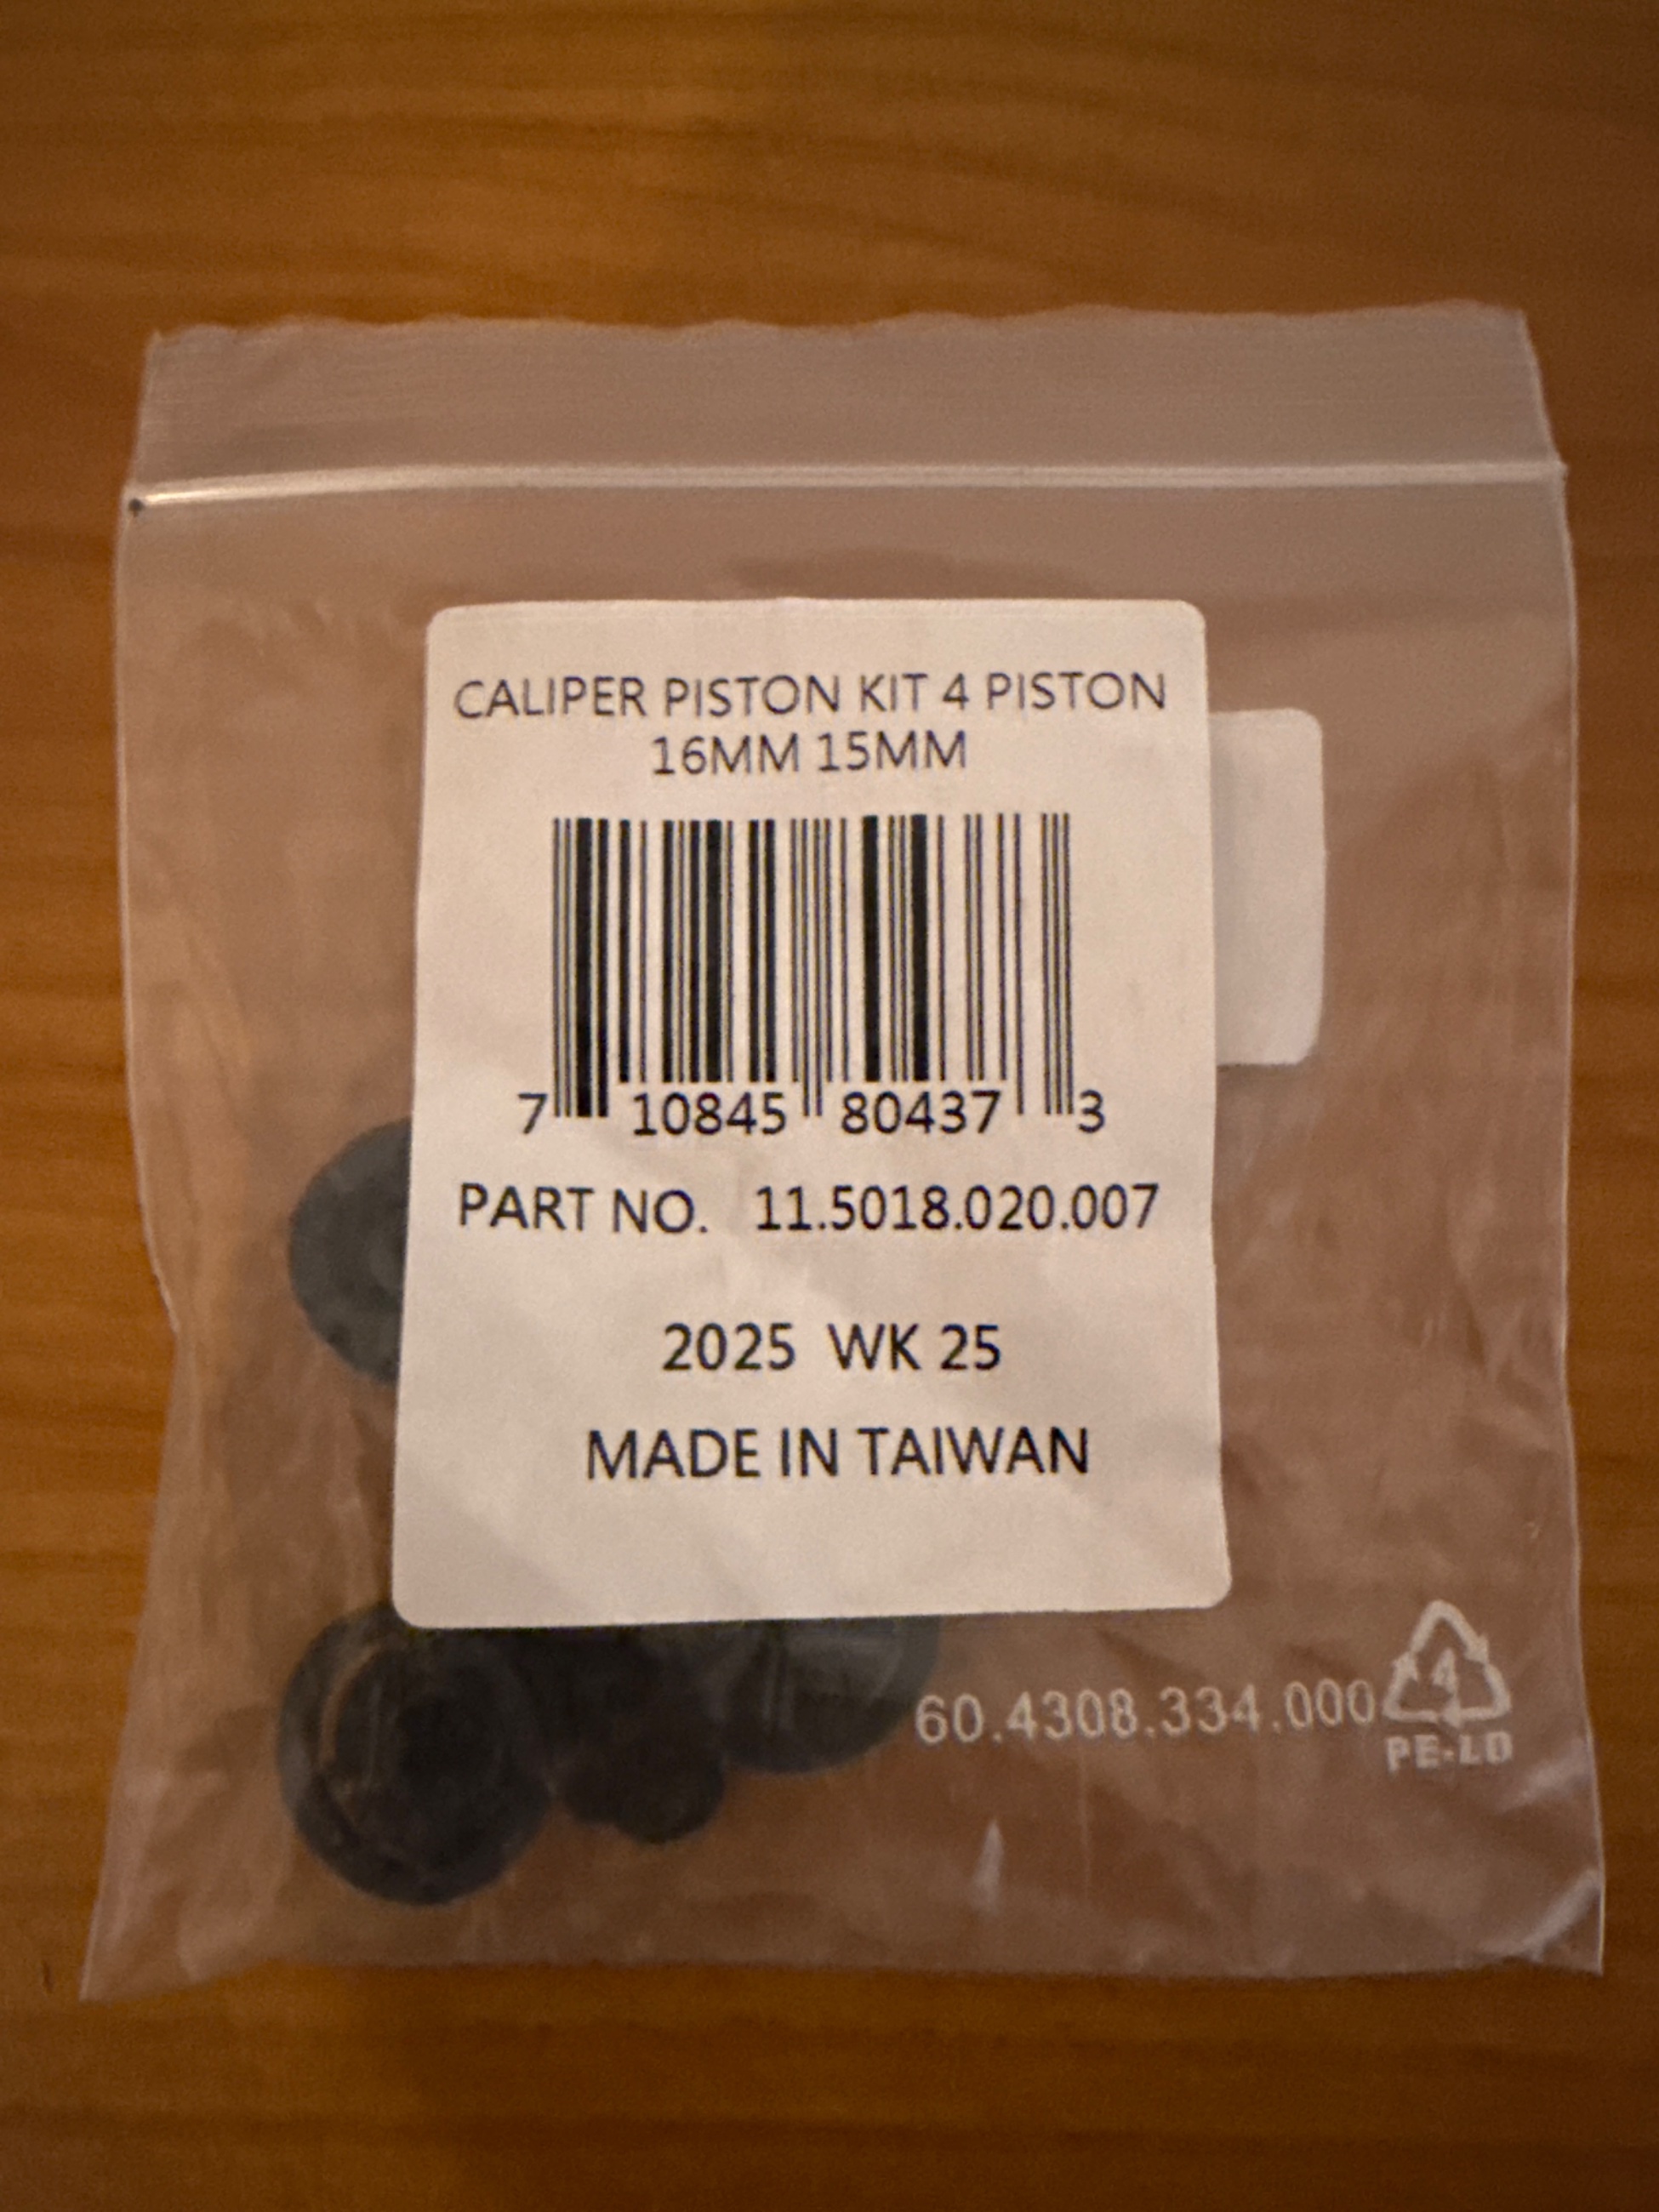 CALIPER PISTON KIT 4 PISTON
16MM 15MM
7 10845 80437 3
PART NO. 11.5018.020.007
2025 WK 25
MADE IN TAIWAN
60.4308.334.000
4
PE-LD